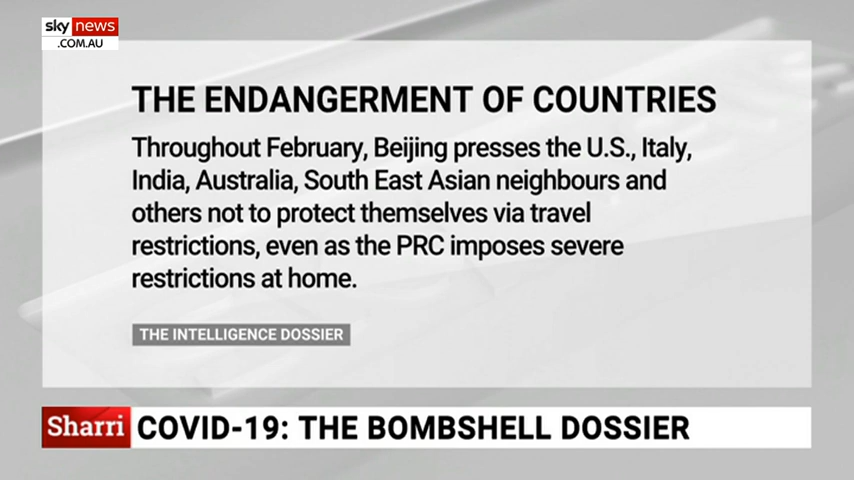 sky news
.COM.AU
THE ENDANGERMENT OF COUNTRIES
Throughout February, Beijing presses the U.S., Italy,
India, Australia, South East Asian neighbours and
others not to protect themselves via travel
restrictions, even as the PRC imposes severe
restrictions at home.
THE INTELLIGENCE DOSSIER
Sharri COVID-19: THE BOMBSHELL DOSSIER